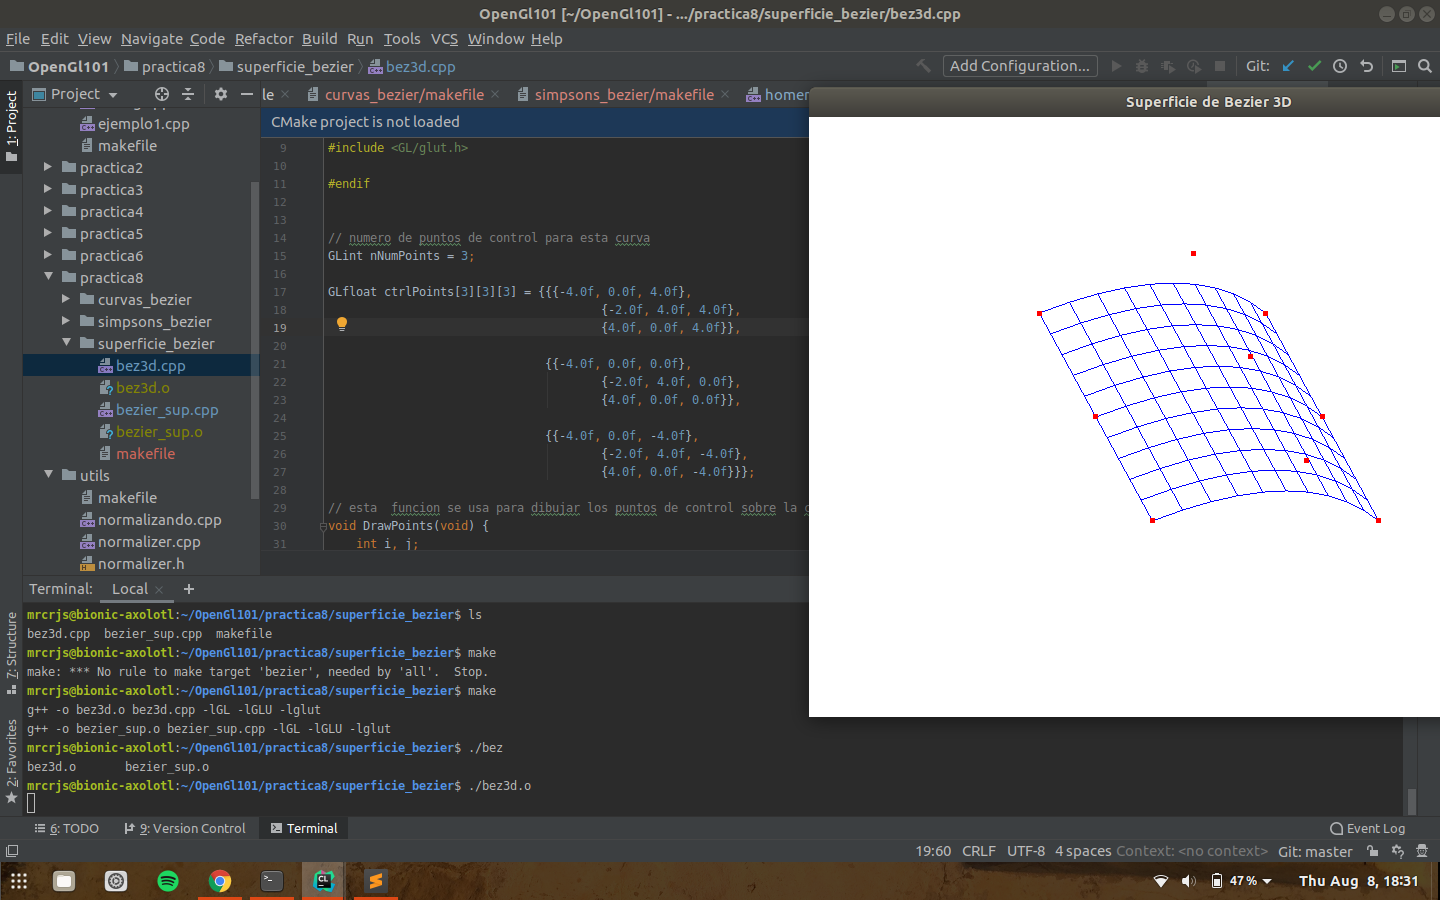 OpenGl101 [~/OpenGl101] - .../practica8/superficie_bezier/bez3d.cpp
File Edit View Navigate Code Refactor Build Run Tools VCS Window Help
OpenGl101 practica8 superficie_bezier bez3d.cpp Add Configuration... Git:
1: Project
Project
ejemplo1.cpp
makefile
practica2
practica3
practica4
practica5
practica6
practica8
curvas_bezier
simpsons_bezier
superficie_bezier
bez3d.cpp
bez3d.o
bezier_sup.cpp
bezier_sup.o
makefile
utils
makefile
normalizando.cpp
normalizer.cpp
normalizer.h
le curvas_bezier/makefile simpsons_bezier/makefile homer
CMake project is not loaded
9 #include <GL/glut.h>
10
11 #endif
12
13
14 // numero de puntos de control para esta curva
15 GLint nNumPoints = 3;
16
17 GLfloat ctrlPoints[3][3][3] = {{{-4.0f, 0.0f, 4.0f},
18 {-2.0f, 4.0f, 4.0f},
19 {4.0f, 0.0f, 4.0f}},
20
21 {{-4.0f, 0.0f, 0.0f},
22 {-2.0f, 4.0f, 0.0f},
23 {4.0f, 0.0f, 0.0f}},
24
25 {{-4.0f, 0.0f, -4.0f},
26 {-2.0f, 4.0f, -4.0f},
27 {4.0f, 0.0f, -4.0f}}};
28
29 // esta funcion se usa para dibujar los puntos de control sobre la
30 void DrawPoints(void) {
31 int i, j;
Superficie de Bezier 3D
Terminal: Local
7: Structure
2: Favorites
mrcrjs@bionic-axolotl:~/OpenGl101/practica8/superficie_bezier$ ls
bez3d.cpp bezier_sup.cpp makefile
mrcrjs@bionic-axolotl:~/OpenGl101/practica8/superficie_bezier$ make
make: *** No rule to make target 'bezier', needed by 'all'. Stop.
mrcrjs@bionic-axolotl:~/OpenGl101/practica8/superficie_bezier$ make
g++ -o bez3d.o bez3d.cpp -lGL -lGLU -lglut
g++ -o bezier_sup.o bezier_sup.cpp -lGL -lGLU -lglut
mrcrjs@bionic-axolotl:~/OpenGl101/practica8/superficie_bezier$ ./bez
bez3d.o bezier_sup.o
mrcrjs@bionic-axolotl:~/OpenGl101/practica8/superficie_bezier$ ./bez3d.o
6: TODO 9: Version Control Terminal Event Log
19:60 CRLF UTF-8 4 spaces Context: <no context> Git: master
47 % Thu Aug 8, 18:31